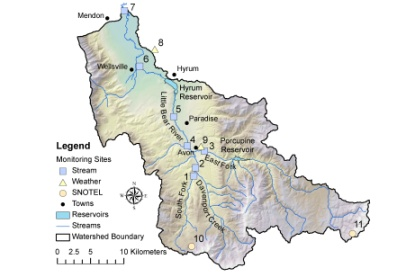 7
Mendon
8
6
Wellsville
Hyrum
Hyrum
Reservoir
Little Bear River
5
Paradise
Legend
Monitoring Sites
Stream
Weather
SNOTEL
Towns
Reservoirs
Streams
Watershed Boundary
0 2.5 5 10 Kilometers
4
9
3
Avon
Porcupine
Reservoir
East Fork
2
1
South Fork
Davenport Creek
10
11